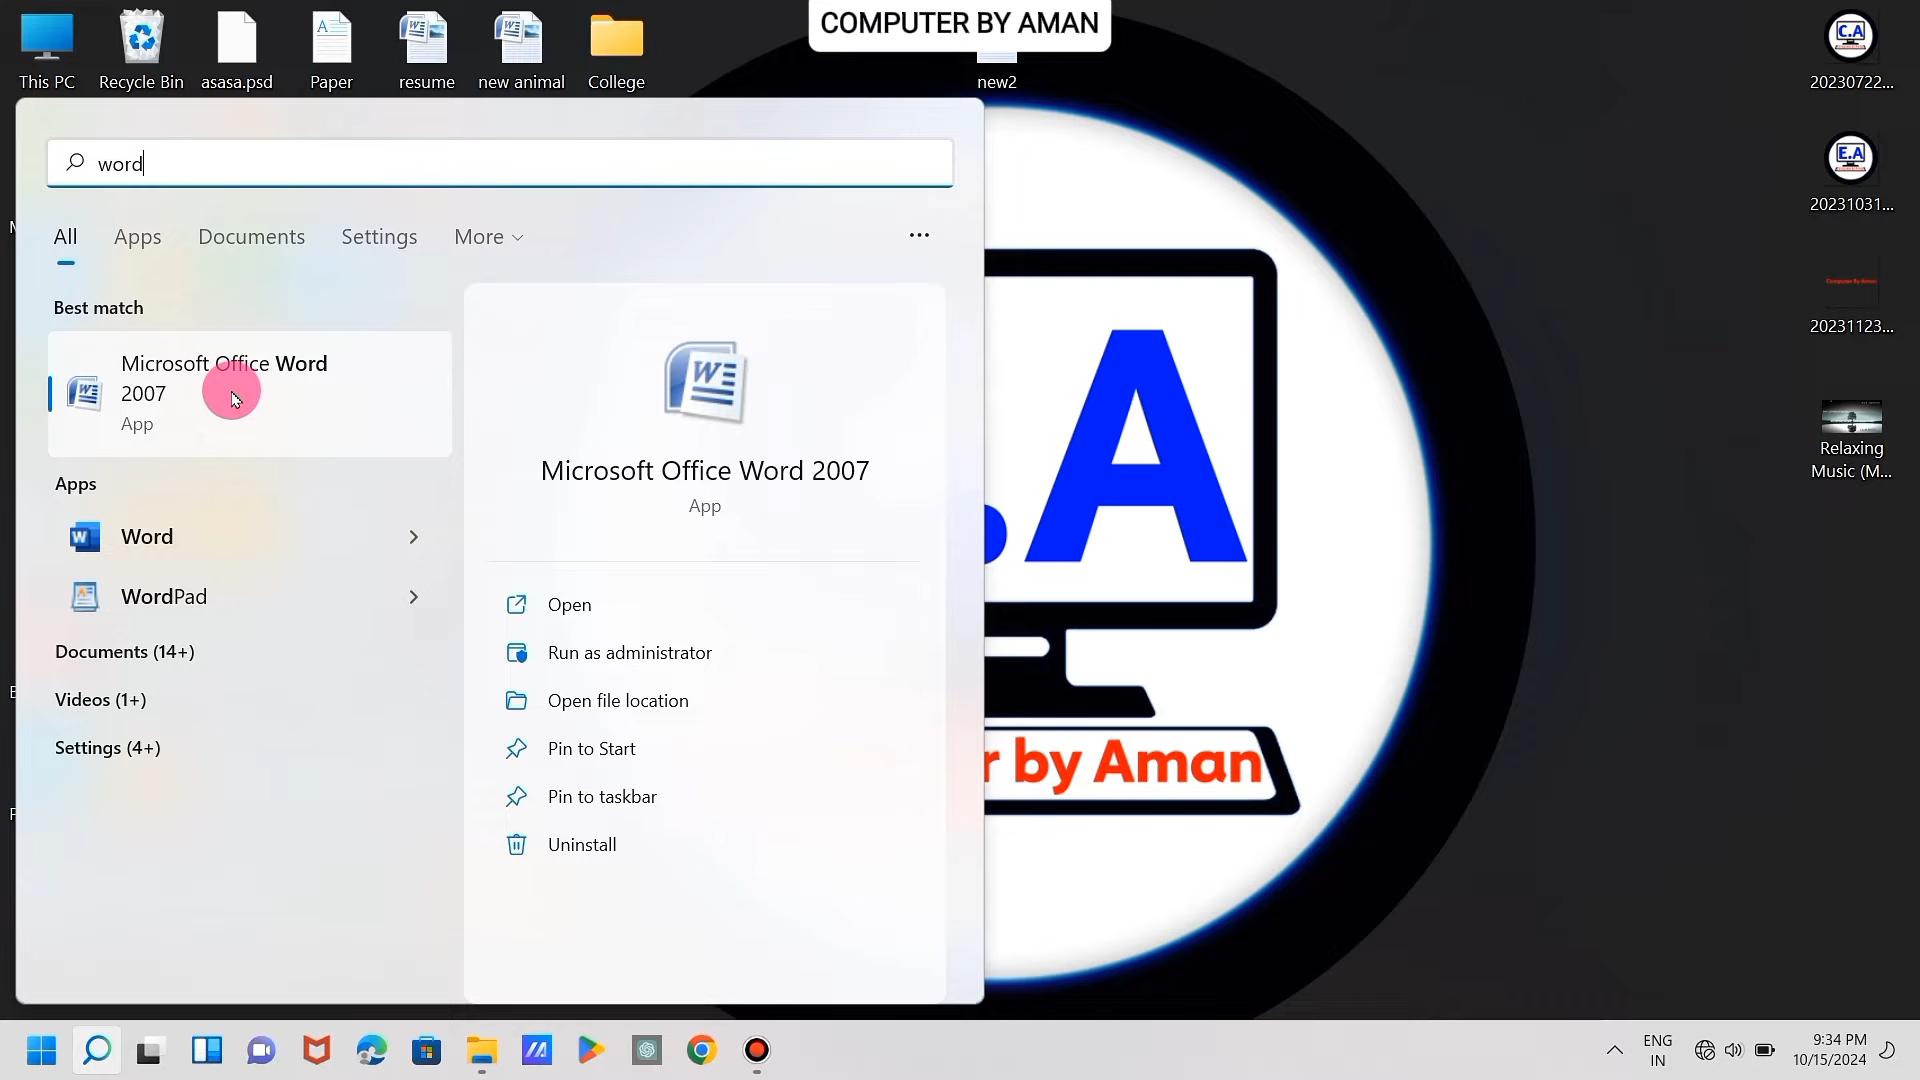 COMPUTER BY AMAN
This PC
Recycle Bin
asasa.psd
Paper
resume
new animal
College
new2
20230722...
C.A
word
All
Apps
Documents
Settings
More
E.A
20231031...
Best match
Microsoft Office Word
2007
App
Computer By Aman
20231123...
Relaxing
Music (M...
Microsoft Office Word 2007
App
Apps
Word
WordPad
Documents (14+)
Videos (1+)
Settings (4+)
Open
Run as administrator
Open file location
Pin to Start
Pin to taskbar
Uninstall
.A
r by Aman
ENG
IN
9:34 PM
10/15/2024